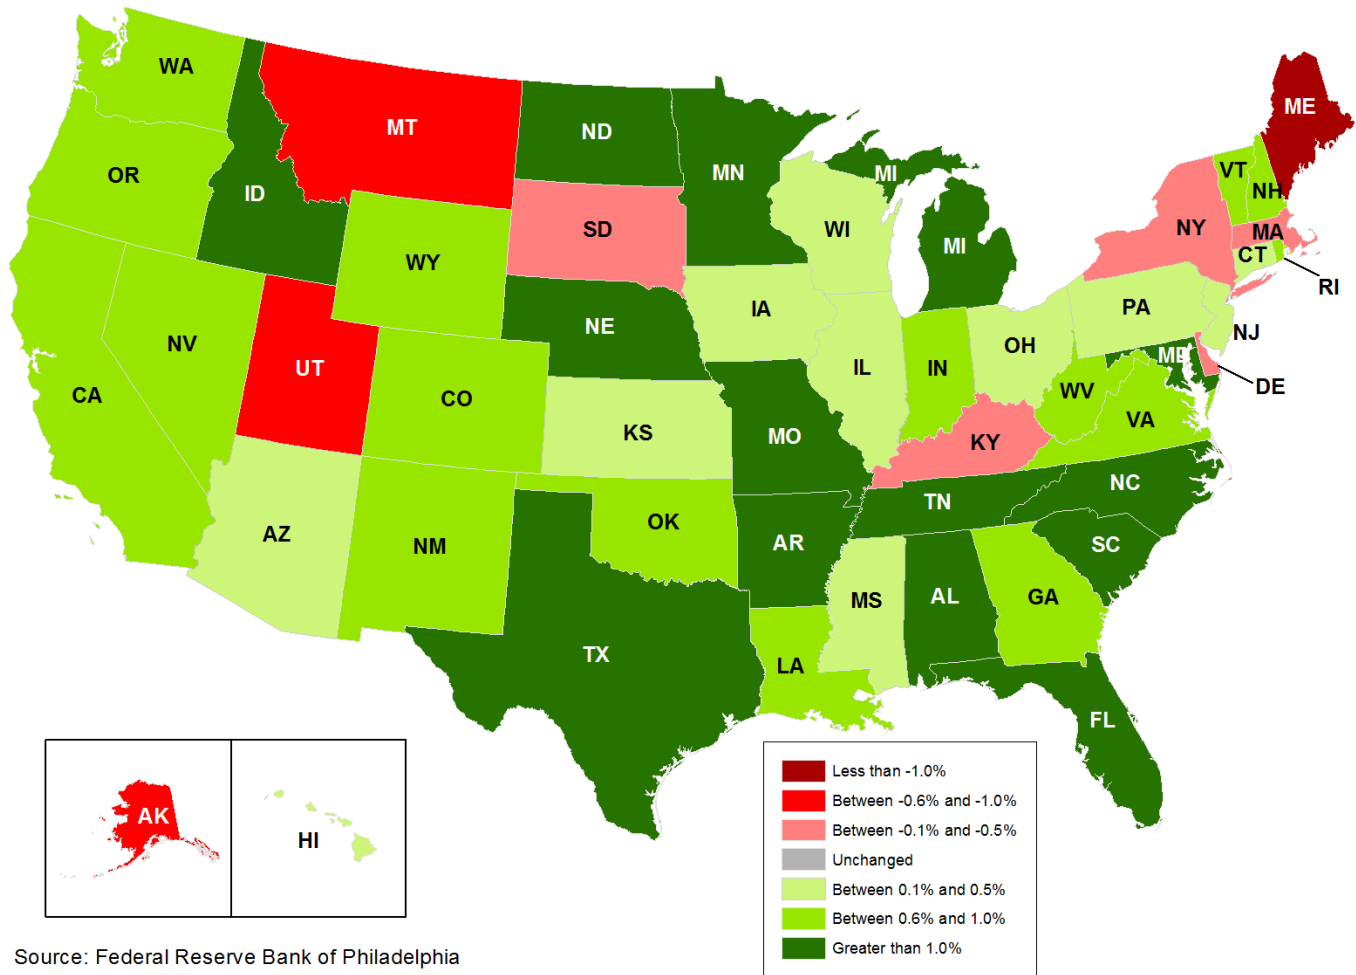 WA
MT
ND
MN
ME
OR
ID
MI
VT
NH
SD
WI
NY
MA
WY
MI
CT
RI
IA
PA
NE
NV
OH
NJ
UT
IL
IN
MD
DE
CA
CO
WV
KS
VA
MO
KY
NC
TN
OK
AZ
NM
AR
SC
MS
AL
GA
TX
LA
FL
AK
HI
Less than -1.0%
Between -0.6% and -1.0%
Between -0.1% and -0.5%
Unchanged
Between 0.1% and 0.5%
Between 0.6% and 1.0%
Greater than 1.0%
Source: Federal Reserve Bank of Philadelphia